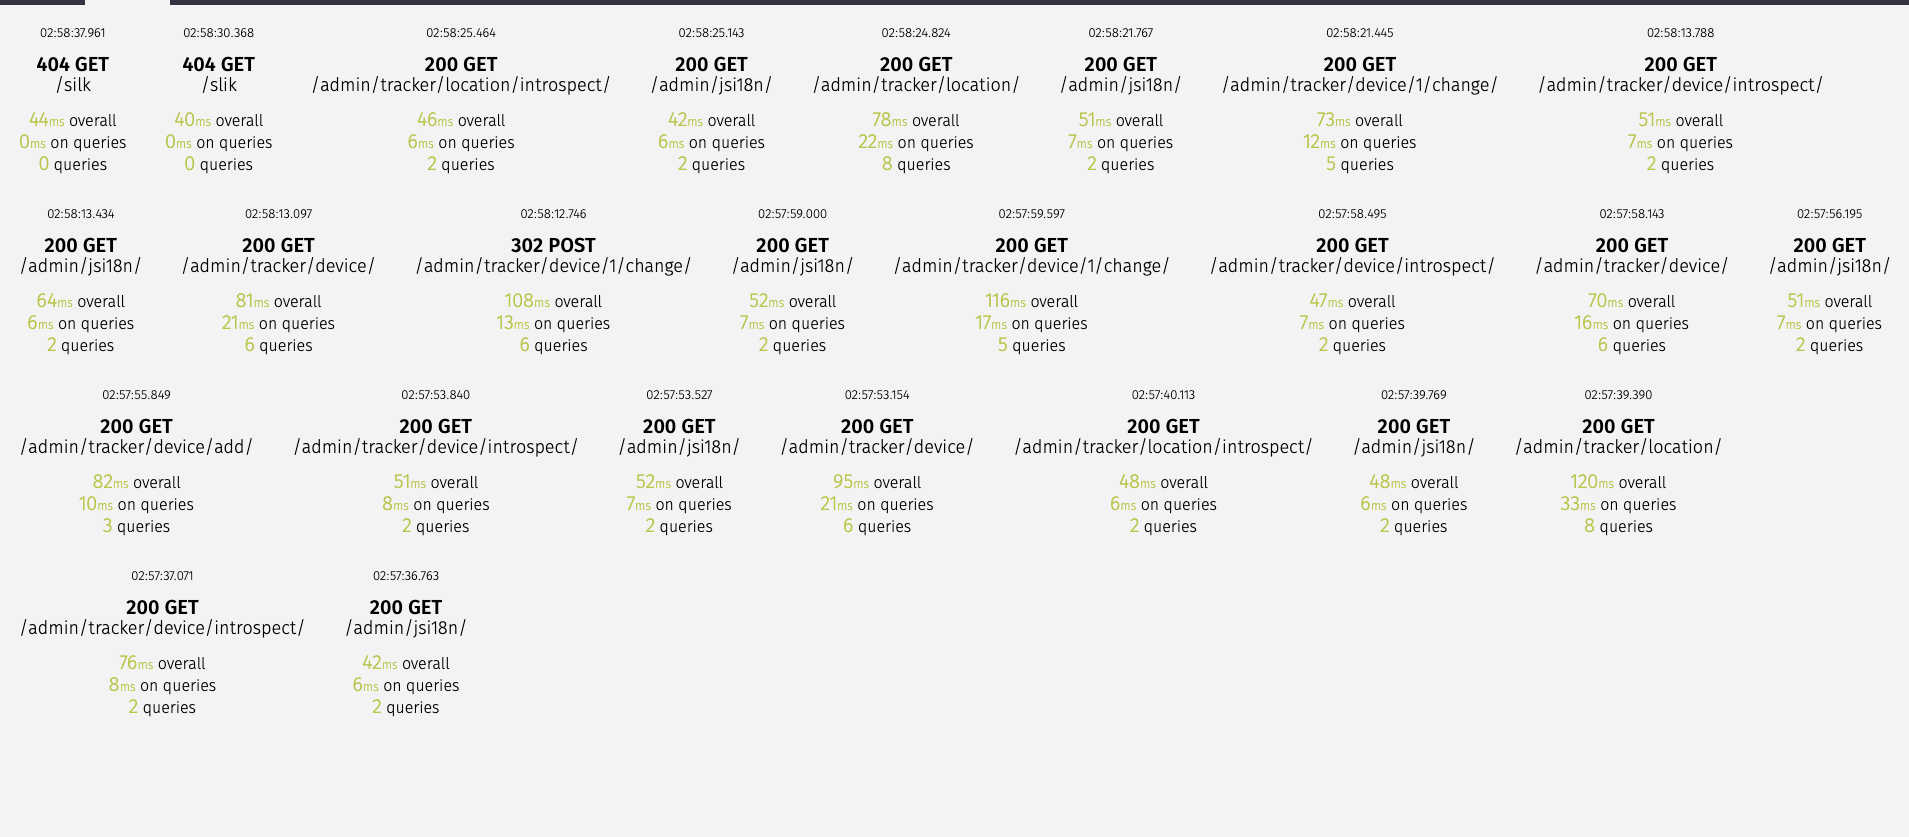 02:58:37.961
404 GET
/silk
44ms overall
0ms on queries
0 queries
02:58:30.368
404 GET
/slik
40ms overall
0ms on queries
0 queries
02:58:25.464
200 GET
/admin/tracker/location/introspect/
46ms overall
6ms on queries
2 queries
02:58:25.143
200 GET
/admin/jsi18n/
42ms overall
6ms on queries
2 queries
02:58:24.824
200 GET
/admin/tracker/location/
78ms overall
22ms on queries
8 queries
02:58:21.767
200 GET
/admin/jsi18n/
51ms overall
7ms on queries
2 queries
02:58:21.445
200 GET
/admin/tracker/device/1/change/
73ms overall
12ms on queries
5 queries
02:58:13.788
200 GET
/admin/tracker/device/introspect/
51ms overall
7ms on queries
2 queries
02:58:13.434
200 GET
/admin/jsi18n/
64ms overall
6ms on queries
2 queries
02:58:13.097
200 GET
/admin/tracker/device/
81ms overall
21ms on queries
6 queries
02:58:12.746
302 POST
/admin/tracker/device/1/change/
108ms overall
13ms on queries
6 queries
02:57:59.000
200 GET
/admin/jsi18n/
52ms overall
7ms on queries
2 queries
02:57:59.597
200 GET
/admin/tracker/device/1/change/
116ms overall
17ms on queries
5 queries
02:57:58.495
200 GET
/admin/tracker/device/introspect/
47ms overall
7ms on queries
2 queries
02:57:58.143
200 GET
/admin/tracker/device/
70ms overall
16ms on queries
6 queries
02:57:56.195
200 GET
/admin/jsi18n/
51ms overall
7ms on queries
2 queries
02:57:55.849
200 GET
/admin/tracker/device/add/
82ms overall
10ms on queries
3 queries
02:57:53.840
200 GET
/admin/tracker/device/introspect/
51ms overall
8ms on queries
2 queries
02:57:53.527
200 GET
/admin/jsi18n/
52ms overall
7ms on queries
2 queries
02:57:53.154
200 GET
/admin/tracker/device/
95ms overall
21ms on queries
6 queries
02:57:40.113
200 GET
/admin/tracker/location/introspect/
48ms overall
6ms on queries
2 queries
02:57:39.769
200 GET
/admin/jsi18n/
48ms overall
6ms on queries
2 queries
02:57:39.390
200 GET
/admin/tracker/location/
120ms overall
33ms on queries
8 queries
02:57:37.071
200 GET
/admin/tracker/device/introspect/
76ms overall
8ms on queries
2 queries
02:57:36.763
200 GET
/admin/jsi18n/
42ms overall
6ms on queries
2 queries